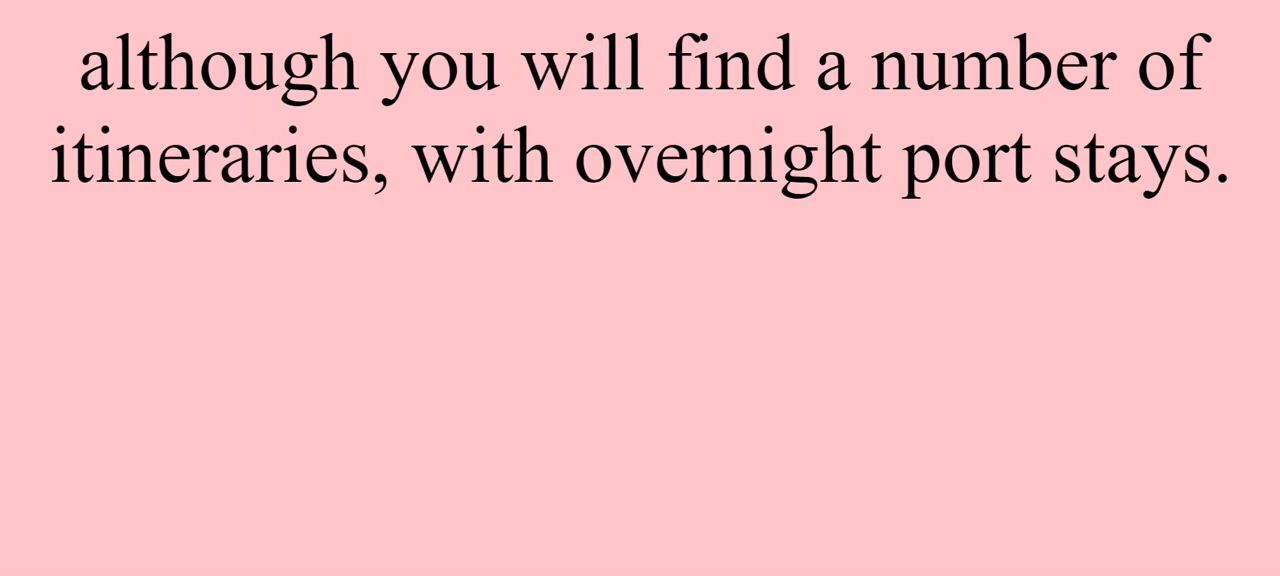 although you will find a number of
itineraries, with overnight port stays.